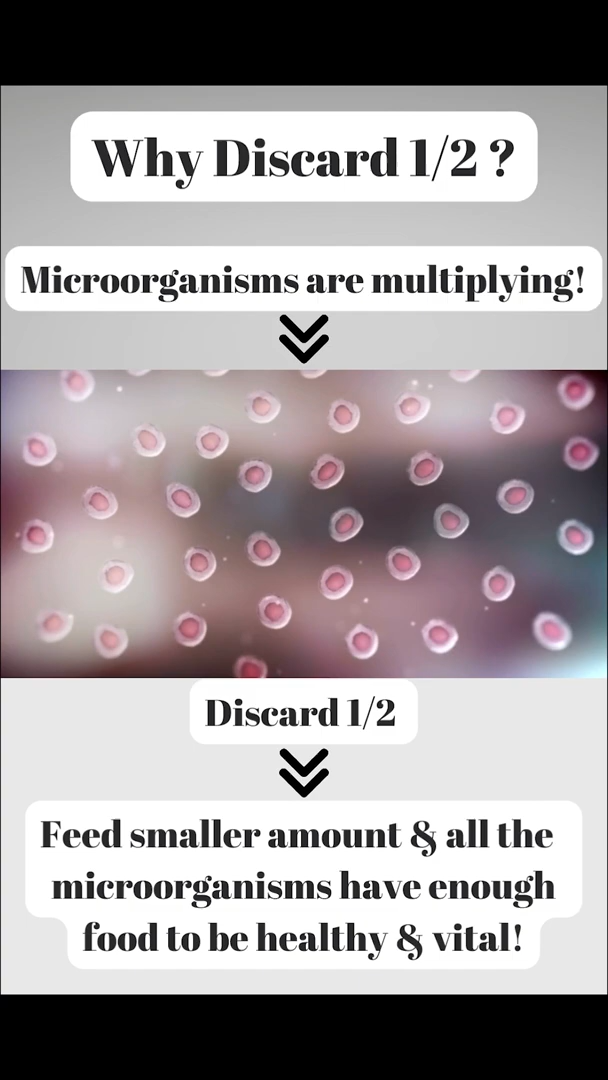 Why Discard 1/2 ?
Microorganisms are multiplying!
Discard 1/2
Feed smaller amount & all the
microorganisms have enough
food to be healthy & vital!